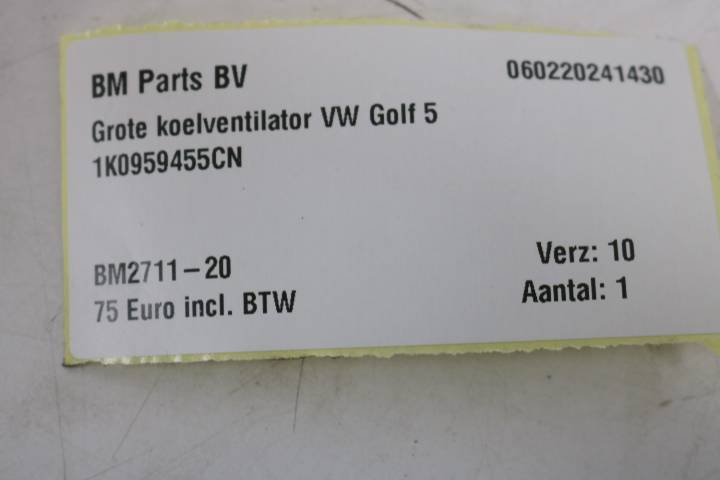 BM Parts BV
060220241430
Grote koelventilator VW Golf 5
1K0959455CN
BM2711-20
Verz: 10
75 Euro incl. BTW
Aantal: 1